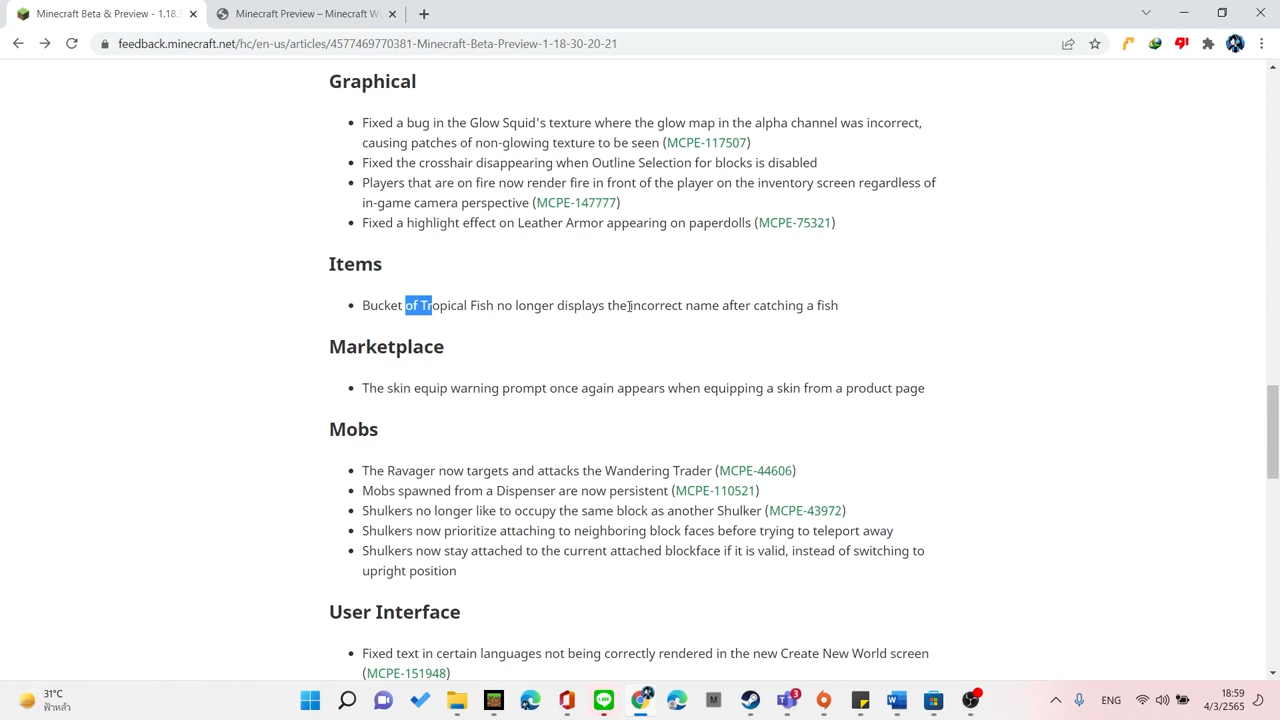 Minecraft Beta & Preview - 1.18.3
Minecraft Preview – Minecraft W
feedback.minecraft.net/hc/en-us/articles/4577469770381-Minecraft-Beta-Preview-1-18-30-20-21
Graphical
Fixed a bug in the Glow Squid's texture where the glow map in the alpha channel was incorrect,
causing patches of non-glowing texture to be seen (MCPE-117507)
Fixed the crosshair disappearing when Outline Selection for blocks is disabled
Players that are on fire now render fire in front of the player on the inventory screen regardless of
in-game camera perspective (MCPE-147777)
Fixed a highlight effect on Leather Armor appearing on paperdolls (MCPE-75321)
Items
Bucket of Tropical Fish no longer displays the incorrect name after catching a fish
Marketplace
The skin equip warning prompt once again appears when equipping a skin from a product page
Mobs
The Ravager now targets and attacks the Wandering Trader (MCPE-44606)
Mobs spawned from a Dispenser are now persistent (MCPE-110521)
Shulkers no longer like to occupy the same block as another Shulker (MCPE-43972)
Shulkers now prioritize attaching to neighboring block faces before trying to teleport away
Shulkers now stay attached to the current attached blockface if it is valid, instead of switching to
upright position
User Interface
Fixed text in certain languages not being correctly rendered in the new Create New World screen
(MCPE-151948)
31°C
ฟ้าหลัว
LINE
M
3
W
ENG
18:59
4/3/2565